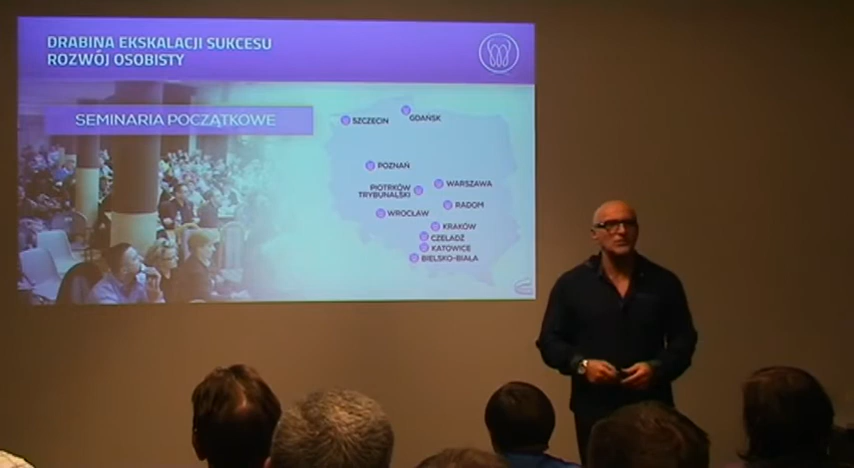 DRABINA EKSKALACJI SUKCESU
ROZWÓJ OSOBISTY
SEMINARIA POCZĄTKOWE
SZCZECIN
GDAŃSK
POZNAŃ
PIOTRKÓW
TRYBUNALSKI
WARSZAWA
RADOM
WROCŁAW
KRAKÓW
CZELADŹ
KATOWICE
BIELSKO-BIAŁA